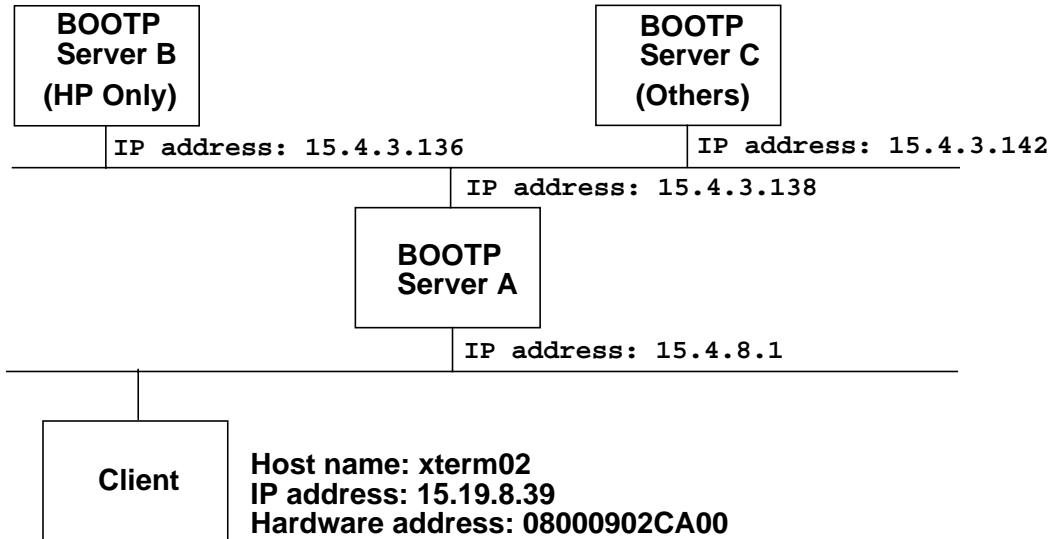 BOOTP
Server B
(HP Only)
BOOTP
Server C
(Others)
IP address: 15.4.3.136
IP address: 15.4.3.142
IP address: 15.4.3.138
BOOTP
Server A
IP address: 15.4.8.1
Client
Host name: xterm02
IP address: 15.19.8.39
Hardware address: 08000902CA00